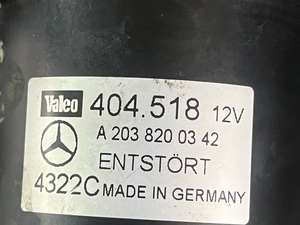 Valeo 404.518 12V
A 203 820 03 42
ENTSTÖRT
4322C MADE IN GERMANY